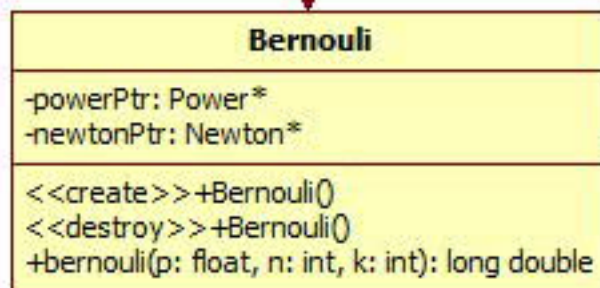 Bernouli
-powerPtr: Power*
-newtonPtr: Newton*
<<create>>+Bernouli()
<<destroy>>+Bernouli()
+bernouli(p: float, n: int, k: int): long double